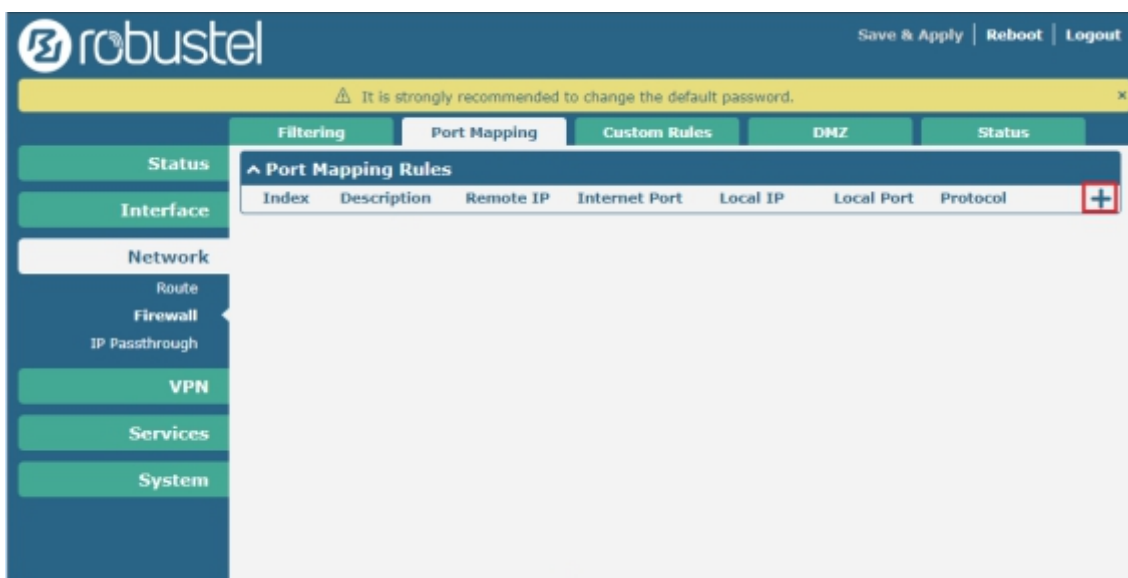 robustel
Save & Apply | Reboot | Logout
⚠ It is strongly recommended to change the default password. ×
Filtering Port Mapping Custom Rules DMZ Status
Status
Interface
Network
Route
Firewall
IP Passthrough
VPN
Services
System
^ Port Mapping Rules
Index Description Remote IP Internet Port Local IP Local Port Protocol +